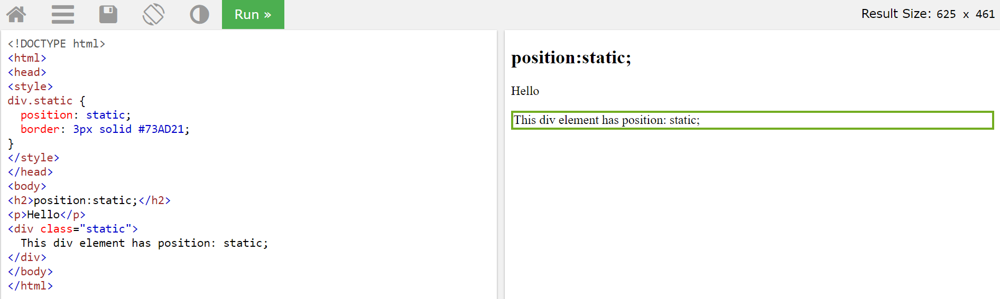 Run »
Result Size: 625 x 461
<!DOCTYPE html>
<html>
<head>
<style>
div.static {
  position: static;
  border: 3px solid #73AD21;
}
</style>
</head>
<body>
<h2>position:static;</h2>
<p>Hello</p>
<div class="static">
  This div element has position: static;
</div>
</body>
</html>
position:static;
Hello
This div element has position: static;